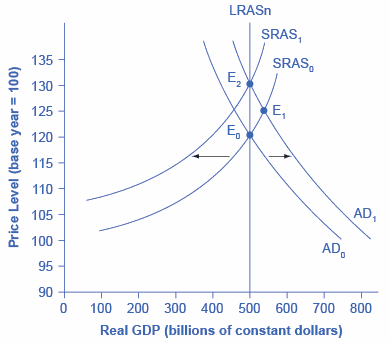 LRASn
SRAS₁
SRAS₀
E₂
E₁
E₀
AD₁
AD₀
Price Level (base year = 100)
135
130
125
120
115
110
105
100
95
90
0 100 200 300 400 500 600 700 800
Real GDP (billions of constant dollars)